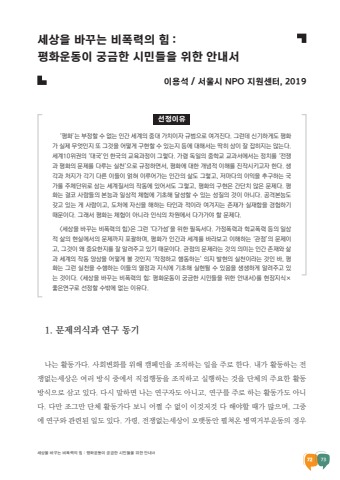 세상을 바꾸는 비폭력의 힘 :
평화운동이 궁금한 시민들을 위한 안내서
이용석 / 서울시 NPO 지원센터, 2019
선정이유
'평화'는 부정할 수 없는 인간 세계의 중대 가치이자 규범으로 여겨진다. 그런데 신기하게도 평화
가 실제 무엇인지 또 그것을 어떻게 구현할 수 있는지 등에 대해서는 딱히 상이 잘 잡히지는 않는다.
세계10위권의 '대국'인 한국의 교육과정이 그렇다. 가령 독일의 중학교 교과서에서는 정치를 '전쟁
과 평화의 문제를 다루는 실천'으로 규정하면서, 평화에 대한 개념적 이해를 진작시키고자 한다. 생
각과 처지가 각기 다른 이들이 얽혀 이루어가는 인간의 삶도 그렇고, 저마다의 이익을 추구하는 국
가를 주체단위로 삼는 세계질서의 작동에 있어서도 그렇고, 평화의 구현은 간단치 않은 문제다. 평
화는 결코 사람들의 본능과 일상적 체험에 기초해 달성할 수 있는 성질의 것이 아니다. 공격본능도
갖고 있는 게 사람이고, 도처에 자신을 해하는 타인과 적이라 여겨지는 존재가 실재함을 경험하기
때문이다. 그래서 평화는 체험이 아니라 인식의 차원에서 다가가야 할 문제다.
《세상을 바꾸는 비폭력의 힘》은 그런 '다가섬'을 위한 필독서다. 가정폭력과 학교폭력 등의 일상
적 삶의 현실에서의 문제까지 포괄하며, 평화가 인간과 세계를 바라보고 이해하는 '관점'의 문제이
고, 그것이 왜 중요한지를 잘 알려주고 있기 때문이다. 관점의 문제라는 것의 의미는 인간 존재와 삶
과 세계의 작동 양상을 어떻게 볼 것인지 '작정하고 행동하는' 의지 발현의 실천이라는 것인 바, 평
화는 그런 실천을 수행하는 이들의 열정과 지식에 기초해 실현될 수 있음을 생생하게 알려주고 있
는 것이다. 《세상을 바꾸는 비폭력의 힘: 평화운동이 궁금한 시민들을 위한 안내서》를 현장지식×
좋은연구로 선정할 수밖에 없는 이유다.
1. 문제의식과 연구 동기
나는 활동가다. 사회변화를 위해 캠페인을 조직하는 일을 주로 한다. 내가 활동하는 전
쟁없는세상은 여러 방식 중에서 직접행동을 조직하고 실행하는 것을 단체의 주요한 활동
방식으로 삼고 있다. 다시 말하면 나는 연구자도 아니고, 연구를 주로 하는 활동가도 아니
다. 다만 조그만 단체 활동가다 보니 어쩔 수 없이 이것저것 다 해야할 때가 많으며, 그중
에 연구와 관련된 일도 있다. 가령, 전쟁없는세상이 오랫동안 펼쳐온 병역거부운동의 경우
세상을 바꾸는 비폭력의 힘 : 평화운동이 궁금한 시민들을 위한 안내서